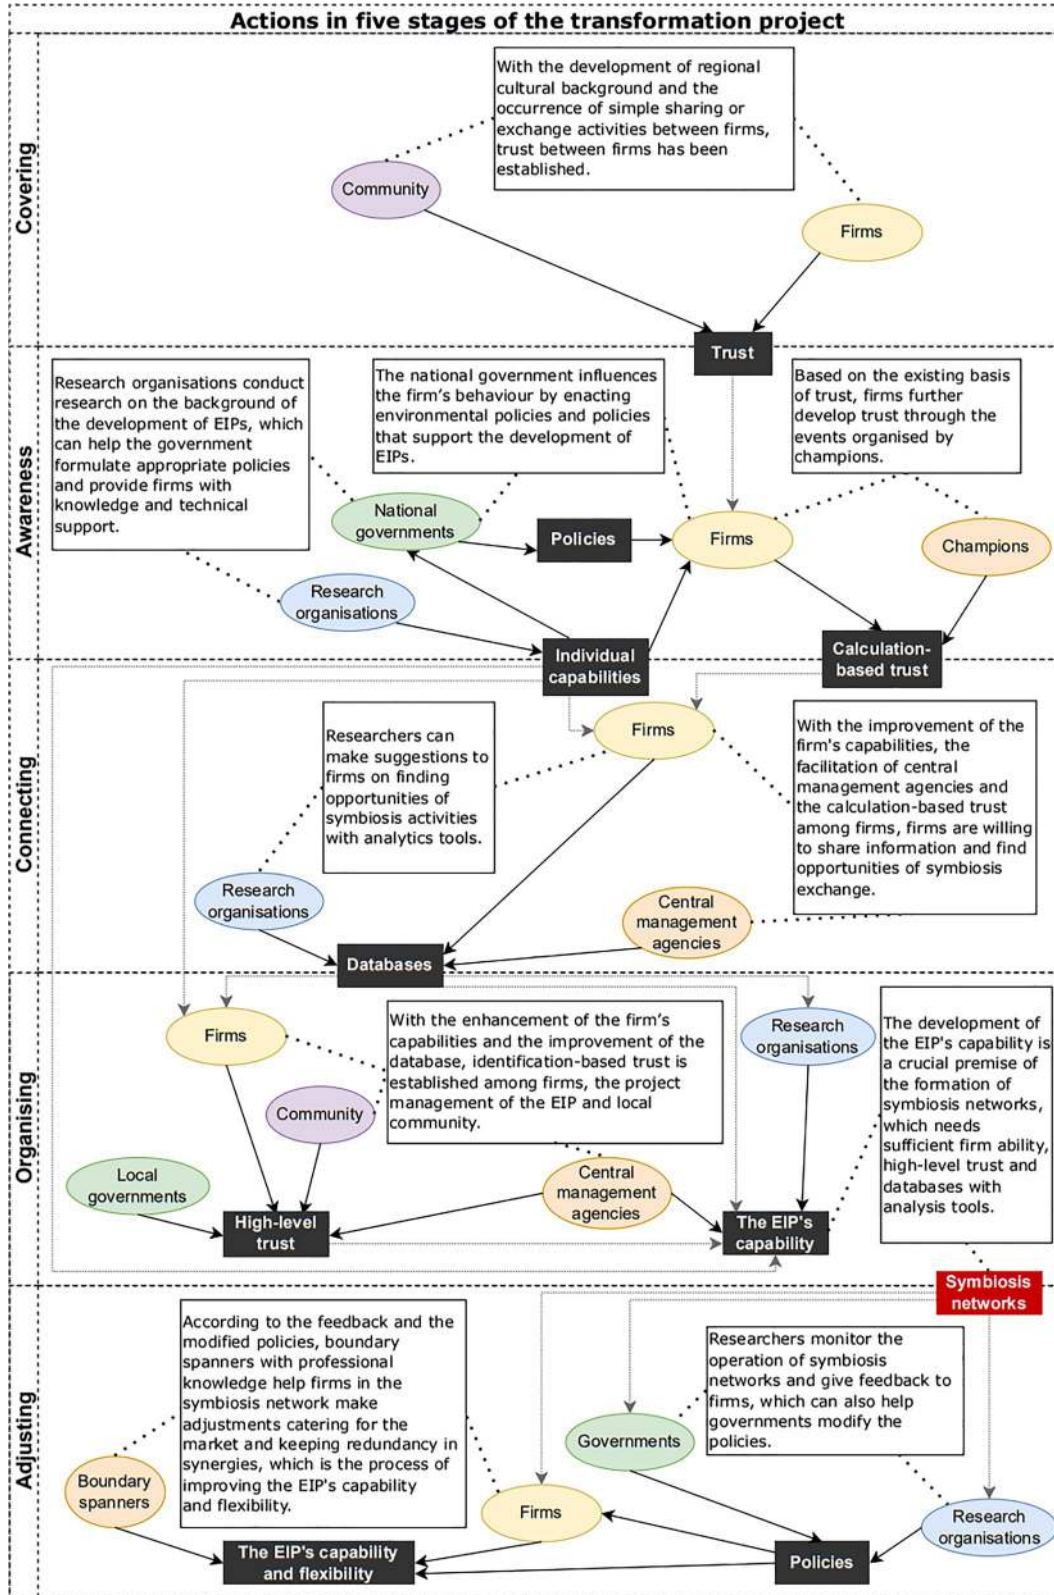 Actions in five stages of the transformation project
Covering
With the development of regional
cultural background and the
occurrence of simple sharing or
exchange activities between firms,
trust between firms has been
established.
Community
Firms
Trust
Awareness
Research organisations conduct
research on the background of
the development of EIPs, which
can help the government
formulate appropriate policies
and provide firms with
knowledge and technical
support.
The national government influences
the firm's behaviour by enacting
environmental policies and policies
that support the development of
EIPs.
Based on the existing basis
of trust, firms further
develop trust through the
events organised by
champions.
National
governments
Policies
Firms
Champions
Research
organisations
Individual
capabilities
Calculation-
based trust
Connecting
Researchers can
make suggestions to
firms on finding
opportunities of
symbiosis activities
with analytics tools.
Firms
With the improvement of the
firm's capabilities, the
facilitation of central
management agencies and
the calculation-based trust
among firms, firms are willing
to share information and find
opportunities of symbiosis
exchange.
Research
organisations
Central
management
agencies
Databases
Organising
Firms
With the enhancement of the firm's
capabilities and the improvement of the
database, identification-based trust is
established among firms, the project
management of the EIP and local
community.
Research
organisations
The development of
the EIP's capability is
a crucial premise of
the formation of
symbiosis networks,
which needs
sufficient firm ability,
high-level trust and
databases with
analysis tools.
Community
Local
governments
Central
management
agencies
High-level
trust
The EIP's
capability
Symbiosis
networks
Adjusting
According to the feedback and the
modified policies, boundary
spanners with professional
knowledge help firms in the
symbiosis network make
adjustments catering for the
market and keeping redundancy in
synergies, which is the process of
improving the EIP's capability
and flexibility.
Researchers monitor the
operation of symbiosis
networks and give feedback to
firms, which can also help
governments modify the
policies.
Governments
Boundary
spanners
Firms
Research
organisations
The EIP's capability
and flexibility
Policies